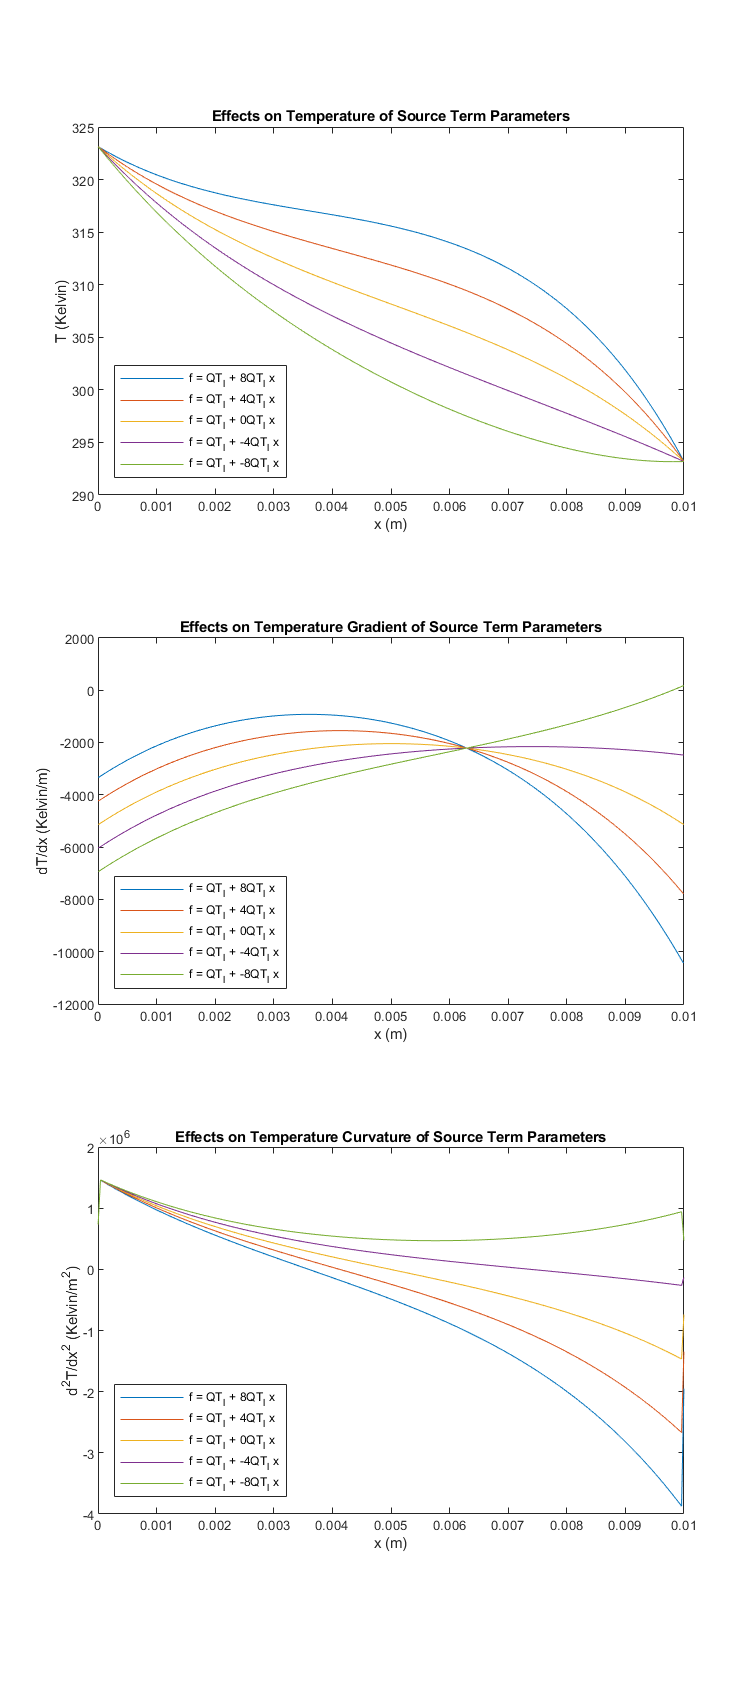 Effects on Temperature of Source Term Parameters
325
320
315
310
305
300
295
290
T (Kelvin)
f = QT_l + 8QT_l x
f = QT_l + 4QT_l x
f = QT_l + 0QT_l x
f = QT_l + -4QT_l x
f = QT_l + -8QT_l x
0 0.001 0.002 0.003 0.004 0.005 0.006 0.007 0.008 0.009 0.01
x (m)
Effects on Temperature Gradient of Source Term Parameters
2000
0
-2000
-4000
-6000
-8000
-10000
-12000
dT/dx (Kelvin/m)
f = QT_l + 8QT_l x
f = QT_l + 4QT_l x
f = QT_l + 0QT_l x
f = QT_l + -4QT_l x
f = QT_l + -8QT_l x
0 0.001 0.002 0.003 0.004 0.005 0.006 0.007 0.008 0.009 0.01
x (m)
×10^6
Effects on Temperature Curvature of Source Term Parameters
2
1
0
-1
-2
-3
-4
d^2T/dx^2 (Kelvin/m^2)
f = QT_l + 8QT_l x
f = QT_l + 4QT_l x
f = QT_l + 0QT_l x
f = QT_l + -4QT_l x
f = QT_l + -8QT_l x
0 0.001 0.002 0.003 0.004 0.005 0.006 0.007 0.008 0.009 0.01
x (m)